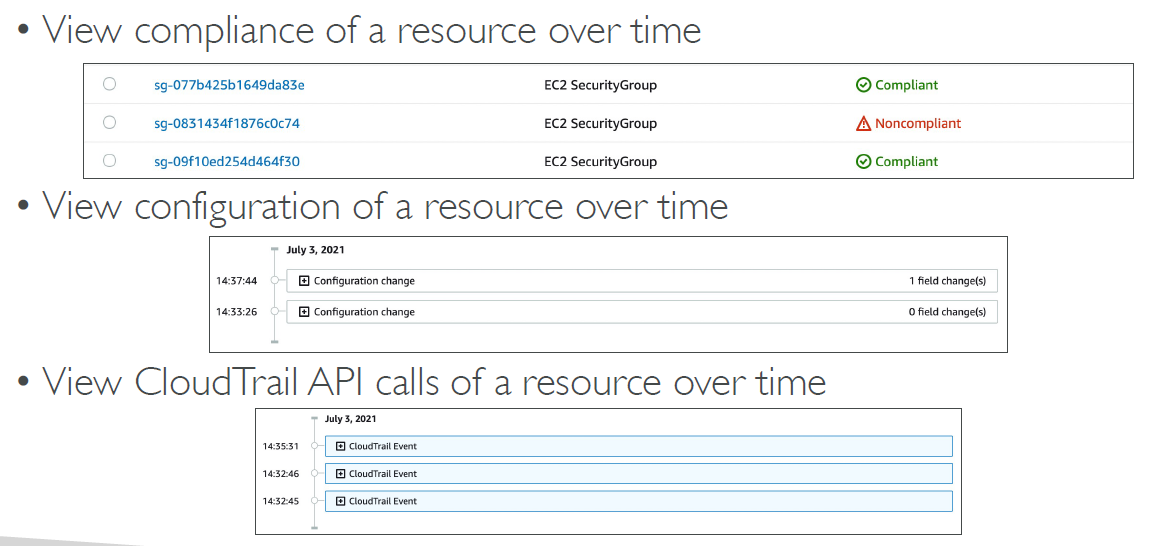 • View compliance of a resource over time
sg-077b425b1649da83e EC2 SecurityGroup Compliant
sg-0831434f1876c0c74 EC2 SecurityGroup Noncompliant
sg-09f10ed254d464f30 EC2 SecurityGroup Compliant
• View configuration of a resource over time
July 3, 2021
14:37:44 Configuration change 1 field change(s)
14:33:26 Configuration change 0 field change(s)
• View CloudTrail API calls of a resource over time
July 3, 2021
14:35:31 CloudTrail Event
14:32:46 CloudTrail Event
14:32:45 CloudTrail Event